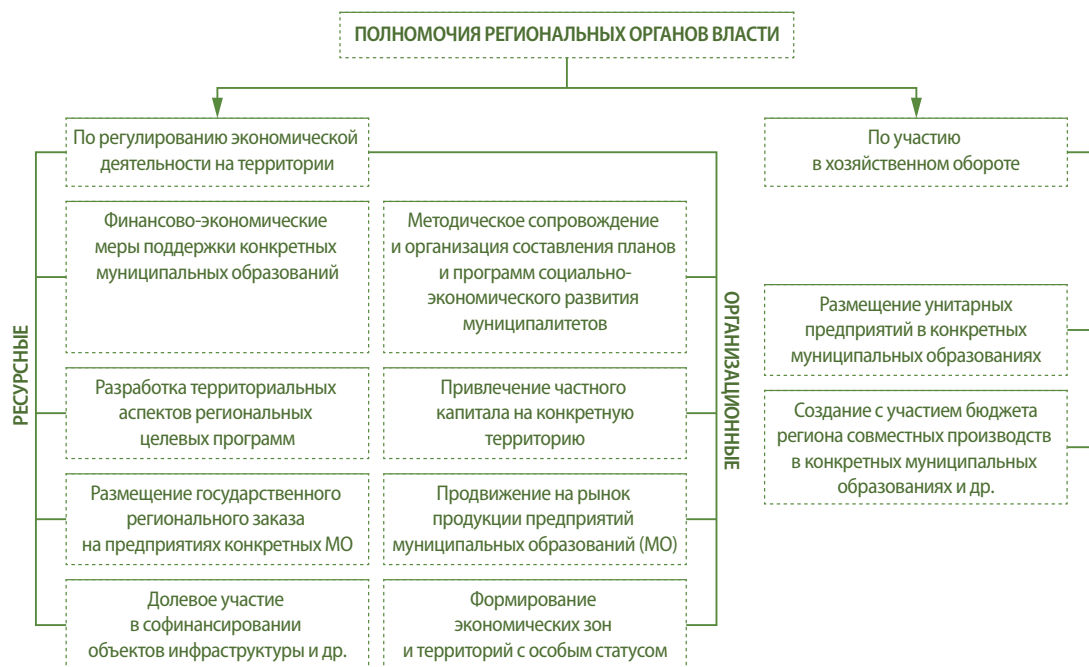 ПОЛНОМОЧИЯ РЕГИОНАЛЬНЫХ ОРГАНОВ ВЛАСТИ
По регулированию экономической
деятельности на территории
По участию
в хозяйственном обороте
РЕСУРСНЫЕ
Финансово-экономические
меры поддержки конкретных
муниципальных образований
Разработка территориальных
аспектов региональных
целевых программ
Размещение государственного
регионального заказа
на предприятиях конкретных МО
Долевое участие
в софинансировании
объектов инфраструктуры и др.
Методическое сопровождение
и организация составления планов
и программ социально-
экономического развития
муниципалитетов
Привлечение частного
капитала на конкретную
территорию
Продвижение на рынок
продукции предприятий
муниципальных образований (МО)
Формирование
экономических зон
и территорий с особым статусом
ОРГАНИЗАЦИОННЫЕ
Размещение унитарных
предприятий в конкретных
муниципальных образованиях
Создание с участием бюджета
региона совместных производств
в конкретных муниципальных
образованиях и др.